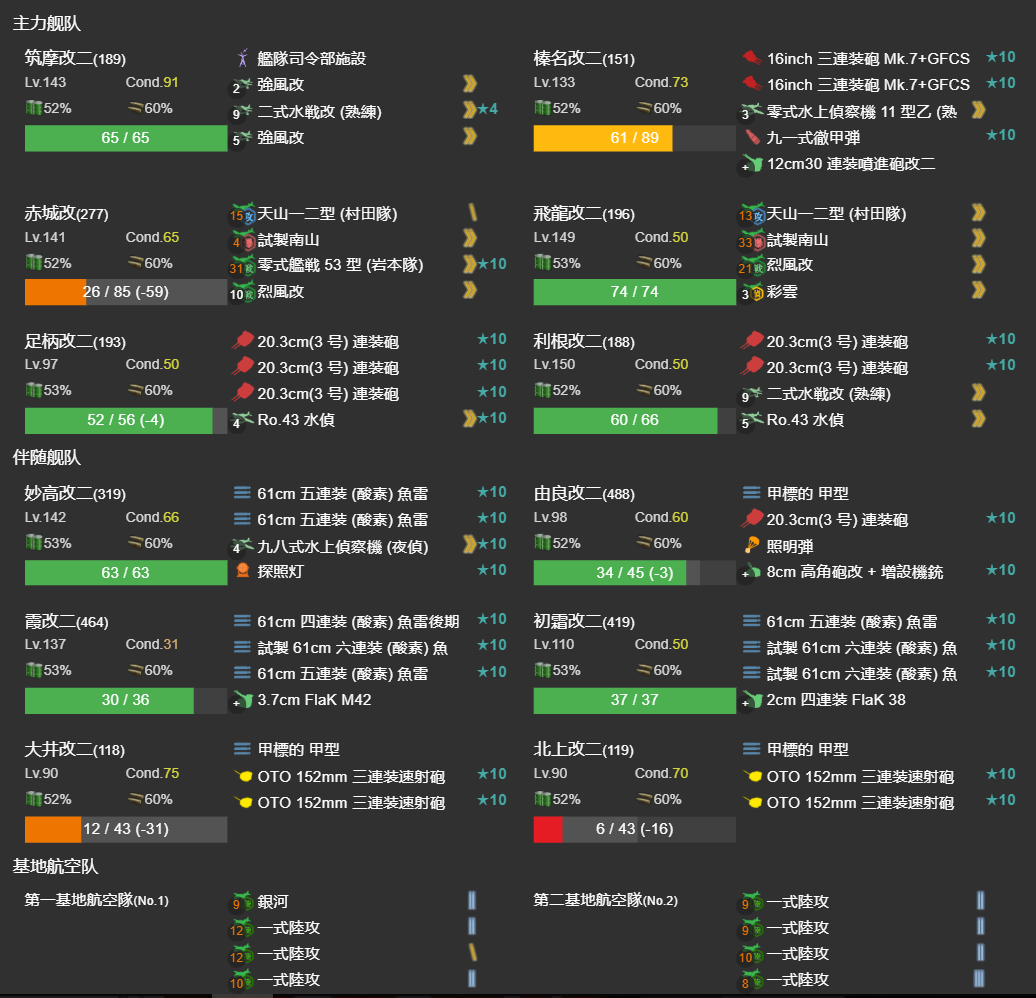 主力舰队
筑摩改二(189)
Lv.143 Cond.91
52% 60%
65 / 65
艦隊司令部施設
2 強風改
9 二式水戦改 (熟練) ★4
5 強風改
榛名改二(151)
Lv.133 Cond.73
52% 60%
61 / 89
16inch 三連装砲 Mk.7+GFCS ★10
16inch 三連装砲 Mk.7+GFCS ★10
3 零式水上偵察機 11 型乙 (熟
九一式徹甲弾 ★10
+ 12cm30 連装噴進砲改二
赤城改(277)
Lv.141 Cond.65
52% 60%
26 / 85 (-59)
15 天山一二型 (村田隊)
4 試製南山
31 零式艦戦 53 型 (岩本隊) ★10
10 烈風改
飛龍改二(196)
Lv.149 Cond.50
53% 60%
74 / 74
13 天山一二型 (村田隊)
33 試製南山
21 烈風改
3 彩雲
足柄改二(193)
Lv.97 Cond.50
53% 60%
52 / 56 (-4)
20.3cm(3 号) 連装砲 ★10
20.3cm(3 号) 連装砲 ★10
20.3cm(3 号) 連装砲 ★10
4 Ro.43 水偵 ★10
利根改二(188)
Lv.150 Cond.50
52% 60%
60 / 66
20.3cm(3 号) 連装砲 ★10
20.3cm(3 号) 連装砲 ★10
9 二式水戦改 (熟練)
5 Ro.43 水偵
伴随舰队
妙高改二(319)
Lv.142 Cond.66
53% 60%
63 / 63
61cm 五連装 (酸素) 魚雷 ★10
61cm 五連装 (酸素) 魚雷 ★10
4 九八式水上偵察機 (夜偵) ★10
探照灯 ★10
由良改二(488)
Lv.98 Cond.60
52% 60%
34 / 45 (-3)
甲標的 甲型
20.3cm(3 号) 連装砲 ★10
照明弾
+ 8cm 高角砲改 + 増設機銃 ★10
霞改二(464)
Lv.137 Cond.31
53% 60%
30 / 36
61cm 四連装 (酸素) 魚雷後期 ★10
試製 61cm 六連装 (酸素) 魚 ★10
61cm 五連装 (酸素) 魚雷 ★10
+ 3.7cm FlaK M42
初霜改二(419)
Lv.110 Cond.50
53% 60%
37 / 37
61cm 五連装 (酸素) 魚雷 ★10
試製 61cm 六連装 (酸素) 魚 ★10
試製 61cm 六連装 (酸素) 魚 ★10
+ 2cm 四連装 FlaK 38
大井改二(118)
Lv.90 Cond.75
52% 60%
12 / 43 (-31)
甲標的 甲型
OTO 152mm 三連装速射砲 ★10
OTO 152mm 三連装速射砲 ★10
北上改二(119)
Lv.90 Cond.70
52% 60%
6 / 43 (-16)
甲標的 甲型
OTO 152mm 三連装速射砲 ★10
OTO 152mm 三連装速射砲 ★10
基地航空队
第一基地航空隊(No.1)
9 銀河
12 一式陸攻
12 一式陸攻
10 一式陸攻
第二基地航空隊(No.2)
9 一式陸攻
9 一式陸攻
10 一式陸攻
8 一式陸攻